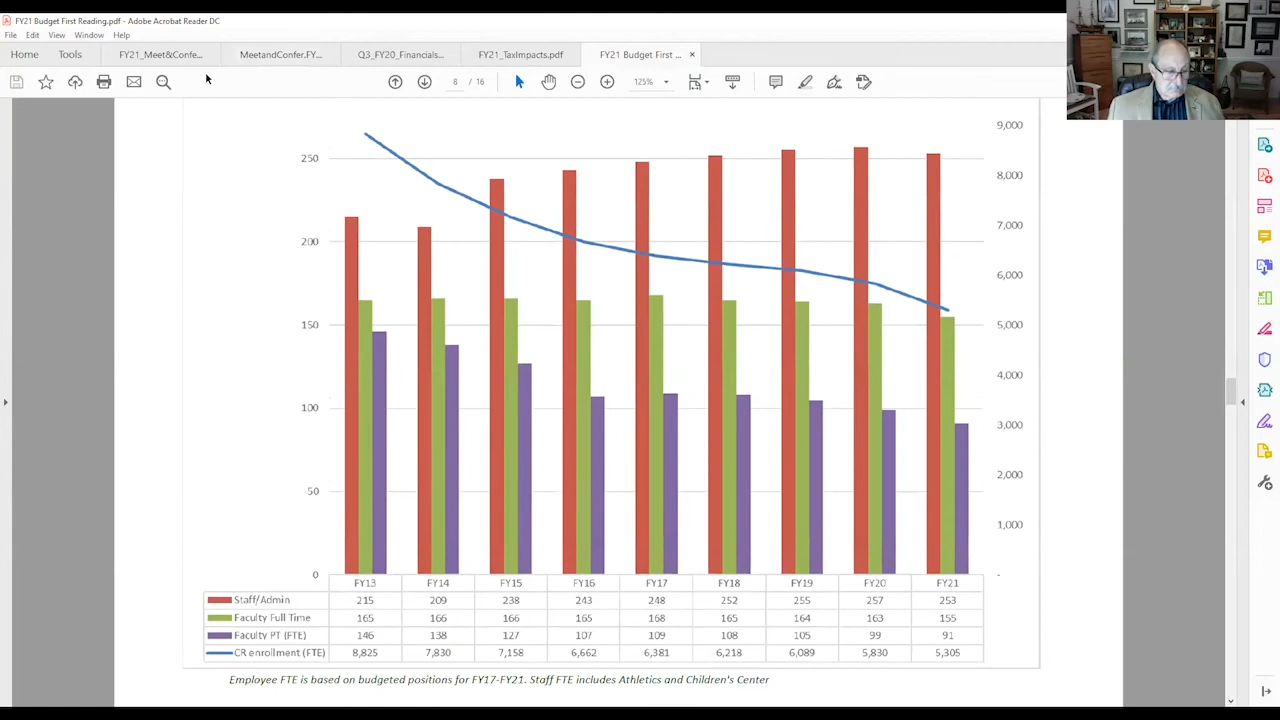 FY21 Budget First Reading.pdf - Adobe Acrobat Reader DC
File Edit View Window Help
Home Tools FY21_Meet&Confe... MeetandConfer.FY... Q3_FY20 Financials... FY21_TaxImpacts.pdf FY21 Budget First ... ×
8 / 16 125%
9,000
250
8,000
7,000
200
6,000
150
5,000
4,000
100
3,000
2,000
50
1,000
0
-
FY13 FY14 FY15 FY16 FY17 FY18 FY19 FY20 FY21
Staff/Admin 215 209 238 243 248 252 255 257 253
Faculty Full Time 165 166 166 165 168 165 164 163 155
Faculty PT (FTE) 146 138 127 107 109 108 105 99 91
CR enrollment (FTE) 8,825 7,830 7,158 6,662 6,381 6,218 6,089 5,830 5,305
Employee FTE is based on budgeted positions for FY17-FY21. Staff FTE includes Athletics and Children's Center